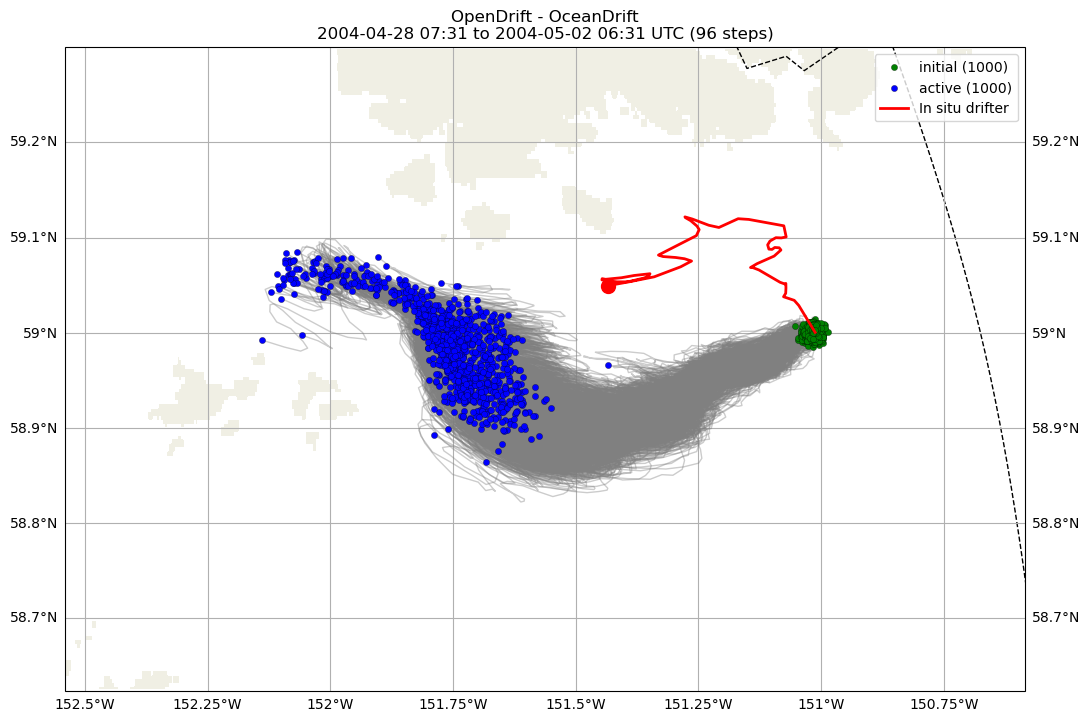 OpenDrift - OceanDrift
2004-04-28 07:31 to 2004-05-02 06:31 UTC (96 steps)
initial (1000)
active (1000)
In situ drifter
59.2°N
59.2°N
59.1°N
59.1°N
59°N
59°N
58.9°N
58.9°N
58.8°N
58.8°N
58.7°N
58.7°N
152.5°W
152.25°W
152°W
151.75°W
151.5°W
151.25°W
151°W
150.75°W